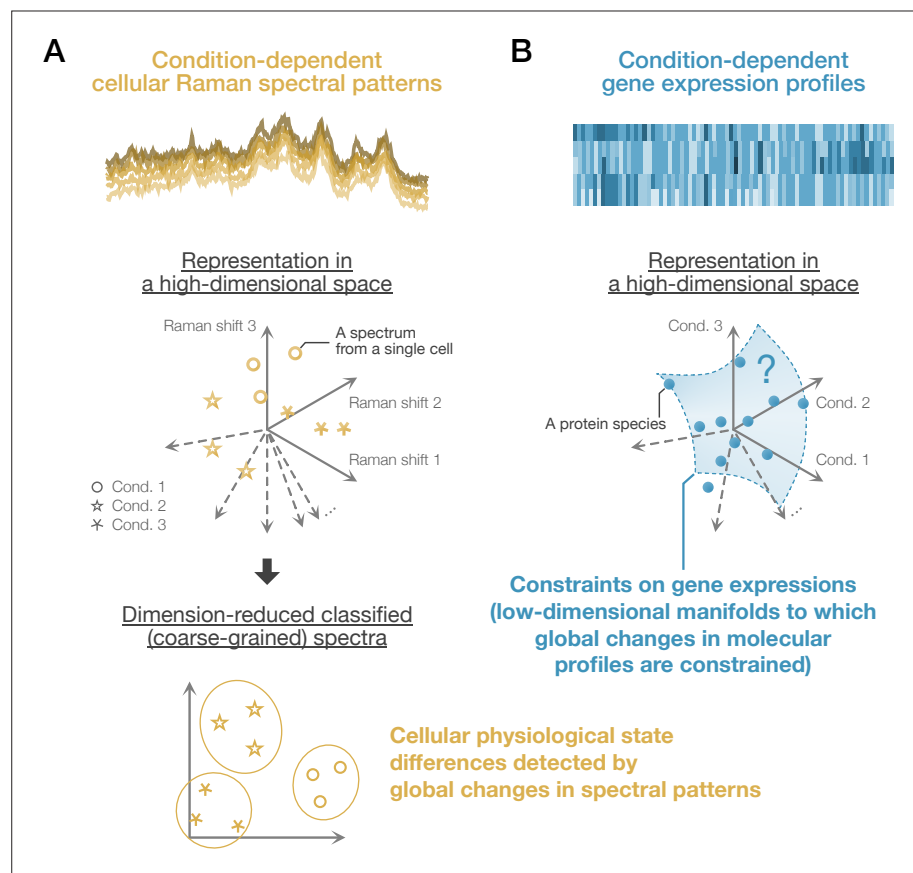 A
Condition-dependent
cellular Raman spectral patterns
Representation in
a high-dimensional space
Raman shift 3
A spectrum
from a single cell
Raman shift 2
Raman shift 1
...
Cond. 1
Cond. 2
Cond. 3
Dimension-reduced classified
(coarse-grained) spectra
Cellular physiological state
differences detected by
global changes in spectral patterns
B
Condition-dependent
gene expression profiles
Representation in
a high-dimensional space
Cond. 3
?
Cond. 2
A protein species
Cond. 1
...
Constraints on gene expressions
(low-dimensional manifolds to which
global changes in molecular
profiles are constrained)